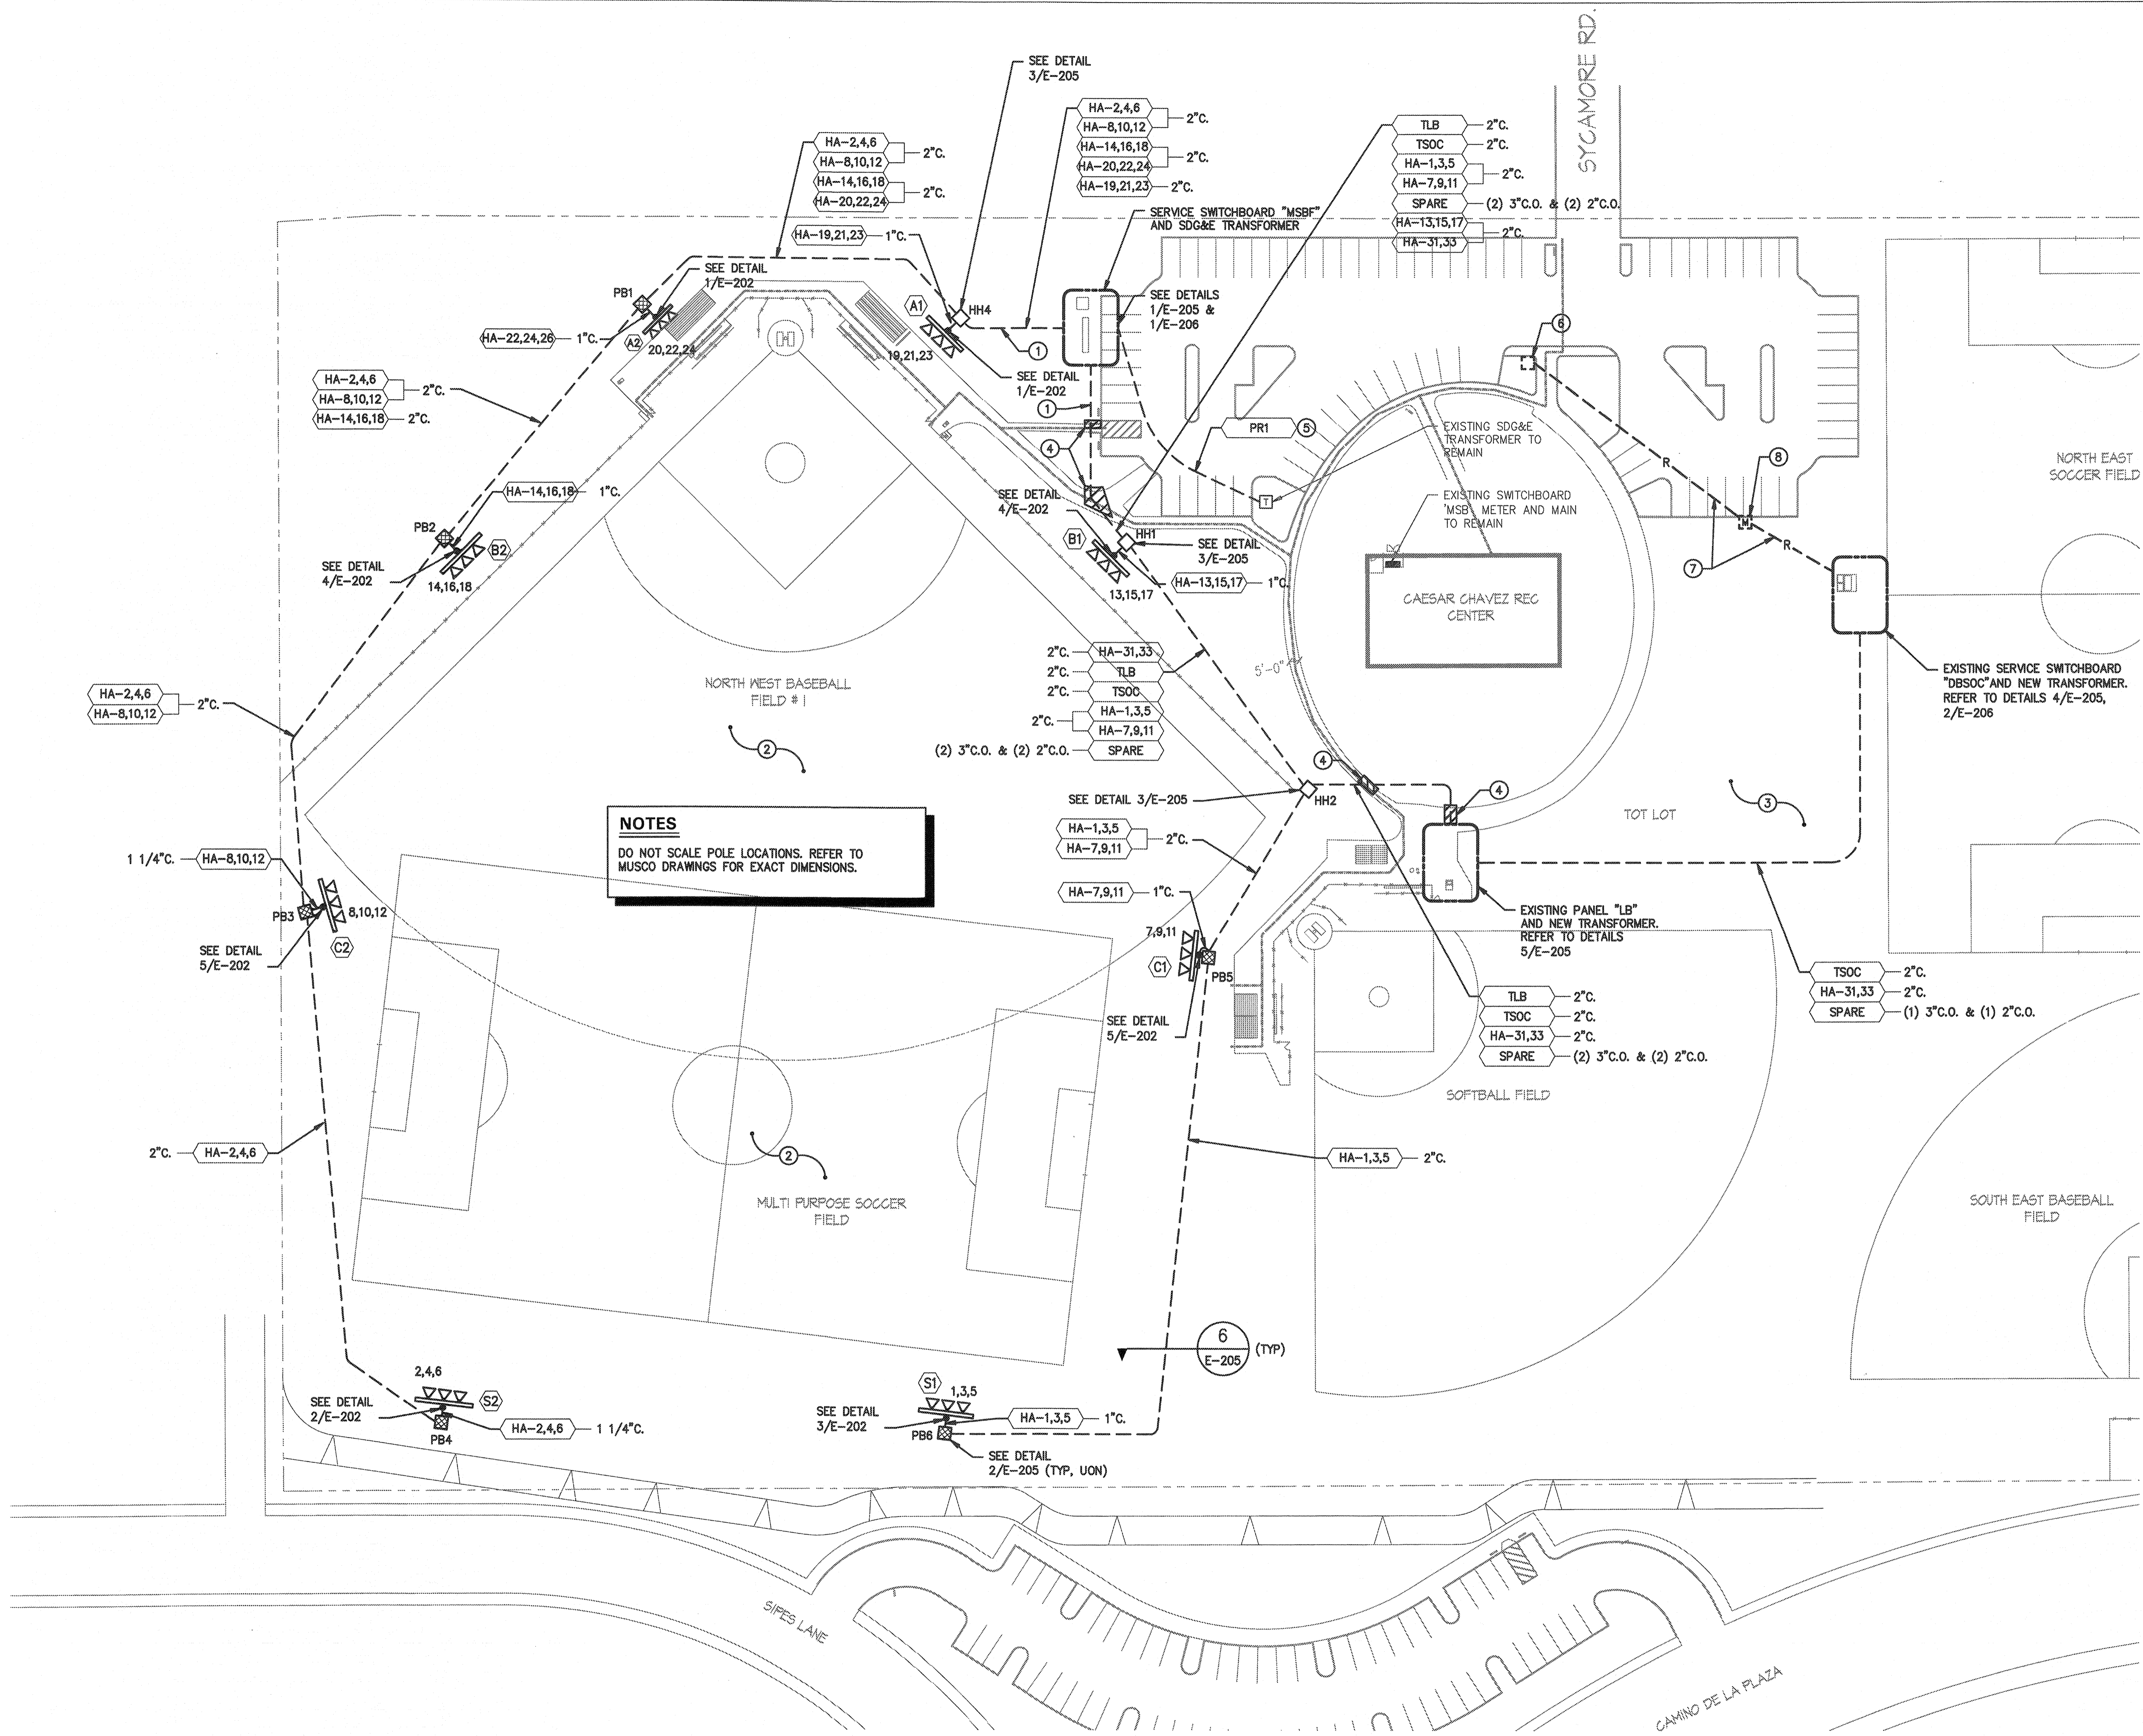 SYCAMORE RD.
SEE DETAIL
3/E-205
HA-2,4,6
HA-8,10,12
2"C.
HA-14,16,18
HA-20,22,24
2"C.
HA-19,21,23
2"C.
TLB
2"C.
TSOC
2"C.
HA-1,3,5
HA-7,9,11
2"C.
SPARE
(2) 3"C.O. & (2) 2"C.O.
HA-13,15,17
HA-31,33
2"C.
HA-2,4,6
HA-8,10,12
2"C.
HA-14,16,18
HA-20,22,24
2"C.
HA-19,21,23
1"C.
SERVICE SWITCHBOARD "MSBF"
AND SDG&E TRANSFORMER
SEE DETAIL
1/E-202
PB1
A2
20,22,24
HA-22,24,26
1"C.
A1
HH4
19,21,23
1
SEE DETAIL
1/E-202
SEE DETAILS
1/E-205 &
1/E-206
6
HA-2,4,6
HA-8,10,12
2"C.
HA-14,16,18
2"C.
1
4
PR1
5
EXISTING SDG&E
TRANSFORMER TO
REMAIN
T
R
8
M
R
7
NORTH EAST
SOCCER FIELD
EXISTING SWITCHBOARD
'MSB' METER AND MAIN
TO REMAIN
HA-14,16,18
1"C.
PB2
B2
SEE DETAIL
4/E-202
14,16,18
SEE DETAIL
4/E-202
HH1
B1
SEE DETAIL
3/E-205
HA-13,15,17
1"C.
13,15,17
CAESAR CHAVEZ REC
CENTER
5'-0"
EXISTING SERVICE SWITCHBOARD
"DBSOC"AND NEW TRANSFORMER.
REFER TO DETAILS 4/E-205,
2/E-206
HA-2,4,6
HA-8,10,12
2"C.
NORTH WEST BASEBALL
FIELD #1
2
2"C.
HA-31,33
2"C.
TLB
2"C.
TSOC
2"C.
HA-1,3,5
HA-7,9,11
(2) 3"C.O. & (2) 2"C.O.
SPARE
4
SEE DETAIL 3/E-205
HH2
4
TOT LOT
3
NOTES
DO NOT SCALE POLE LOCATIONS. REFER TO
MUSCO DRAWINGS FOR EXACT DIMENSIONS.
HA-1,3,5
HA-7,9,11
2"C.
HA-7,9,11
1"C.
1 1/4"C.
HA-8,10,12
PB3
8,10,12
C2
SEE DETAIL
5/E-202
7,9,11
C1
PB5
SEE DETAIL
5/E-202
EXISTING PANEL "LB"
AND NEW TRANSFORMER.
REFER TO DETAILS
5/E-205
TSOC
2"C.
HA-31,33
2"C.
SPARE
(1) 3"C.O. & (1) 2"C.O.
TLB
2"C.
TSOC
2"C.
HA-31,33
2"C.
SPARE
(2) 3"C.O. & (2) 2"C.O.
SOFTBALL FIELD
2"C.
HA-2,4,6
2
HA-1,3,5
2"C.
MULTI PURPOSE SOCCER
FIELD
SOUTH EAST BASEBALL
FIELD
6
E-205
(TYP)
2,4,6
S2
SEE DETAIL
2/E-202
HA-2,4,6
1 1/4"C.
PB4
S1
1,3,5
SEE DETAIL
3/E-202
HA-1,3,5
1"C.
PB6
SEE DETAIL
2/E-205 (TYP, UON)
SIPES LANE
CAMINO DE LA PLAZA